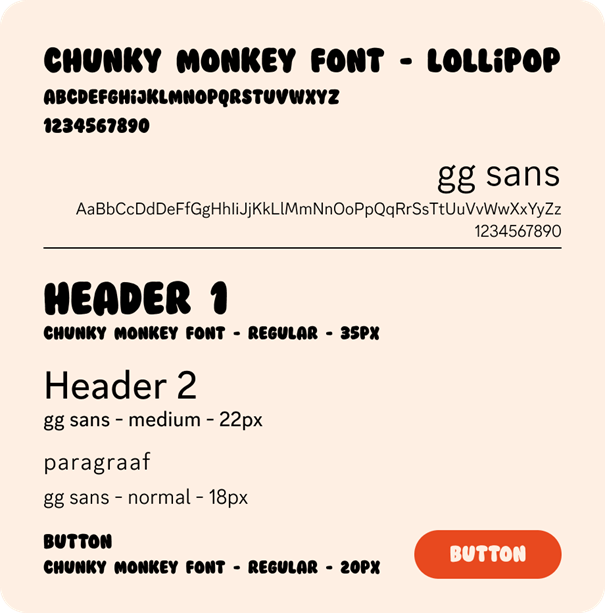 CHUNKY MONKEY FONT - LOLLiPOP
ABCDEFGHiJKLMNOPQRSTUVWXYZ
1234567890
gg sans
AaBbCcDdDeFfGgHhIiJjKkLlMmNnOoPpQqRrSsTtUuVvWwXxYyZz
1234567890
HEADER 1
CHUNKY MONKEY FONT - REGULAR - 35PX
Header 2
gg sans - medium - 22px
paragraaf
gg sans - normal - 18px
BUTTON
CHUNKY MONKEY FONT - REGULAR - 20PX
BUTTON